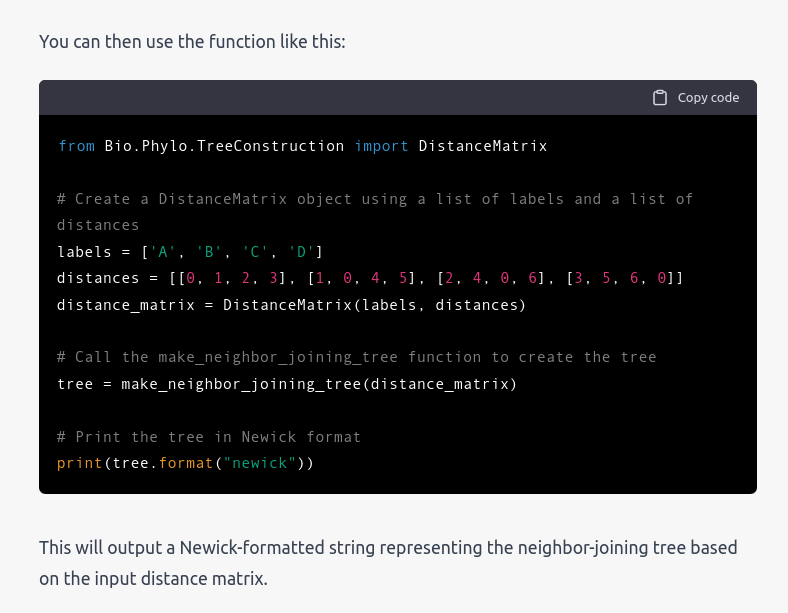 You can then use the function like this:
Copy code
from Bio.Phylo.TreeConstruction import DistanceMatrix
# Create a DistanceMatrix object using a list of labels and a list of
distances
labels = ['A', 'B', 'C', 'D']
distances = [[0, 1, 2, 3], [1, 0, 4, 5], [2, 4, 0, 6], [3, 5, 6, 0]]
distance_matrix = DistanceMatrix(labels, distances)
# Call the make_neighbor_joining_tree function to create the tree
tree = make_neighbor_joining_tree(distance_matrix)
# Print the tree in Newick format
print(tree.format("newick"))
This will output a Newick-formatted string representing the neighbor-joining tree based
on the input distance matrix.